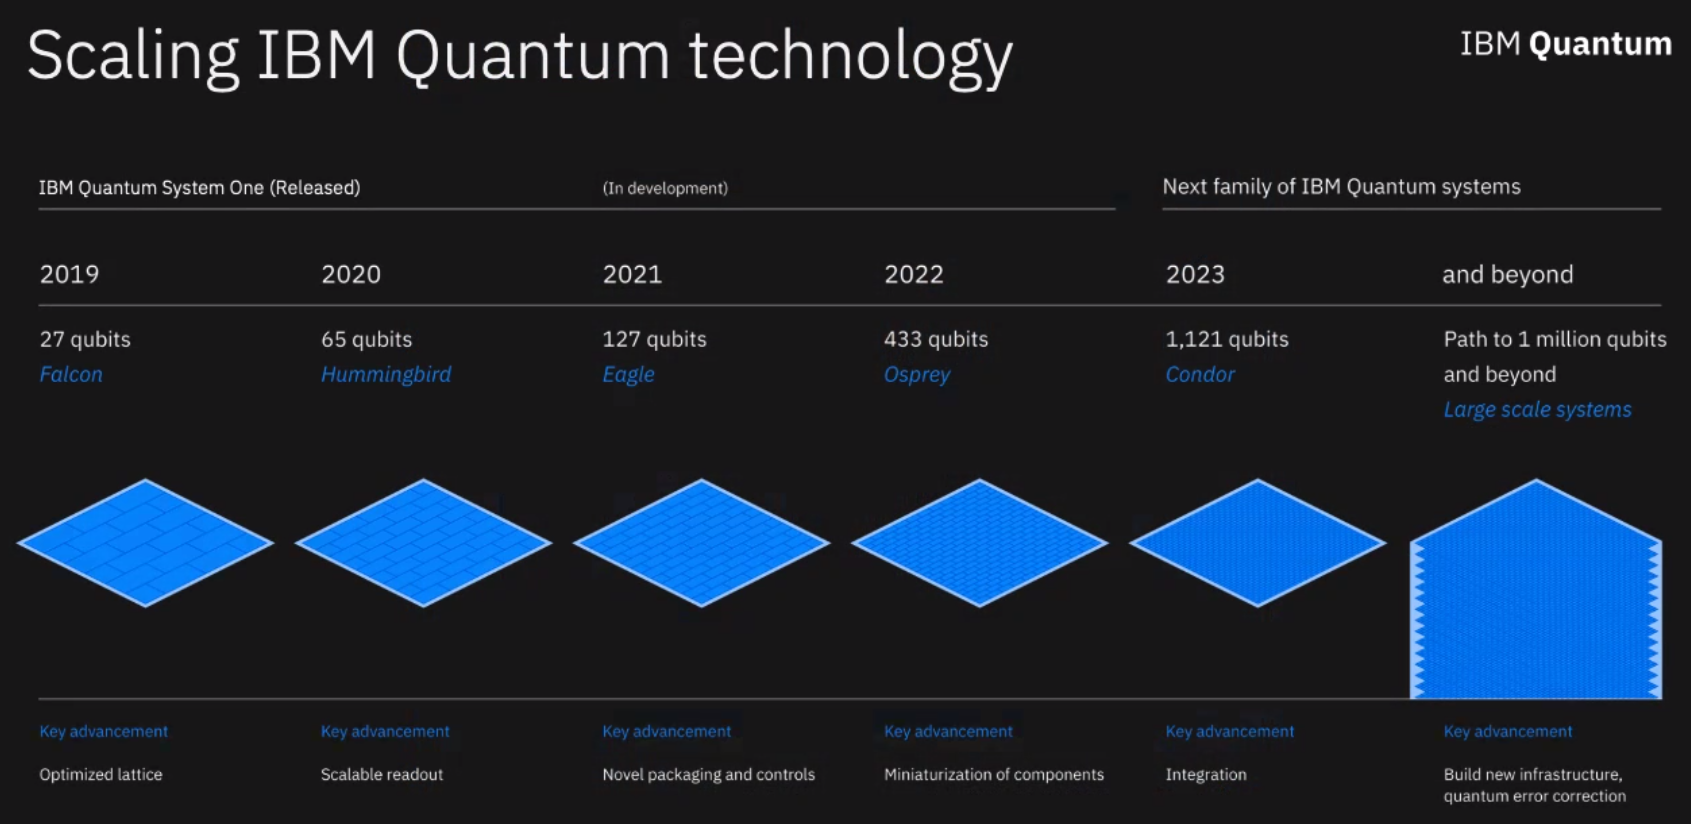 Scaling IBM Quantum technology
IBM Quantum
IBM Quantum System One (Released)
(In development)
Next family of IBM Quantum systems
2019
2020
2021
2022
2023
and beyond
27 qubits
Falcon
65 qubits
Hummingbird
127 qubits
Eagle
433 qubits
Osprey
1,121 qubits
Condor
Path to 1 million qubits
and beyond
Large scale systems
Key advancement
Optimized lattice
Key advancement
Scalable readout
Key advancement
Novel packaging and controls
Key advancement
Miniaturization of components
Key advancement
Integration
Key advancement
Build new infrastructure,
quantum error correction